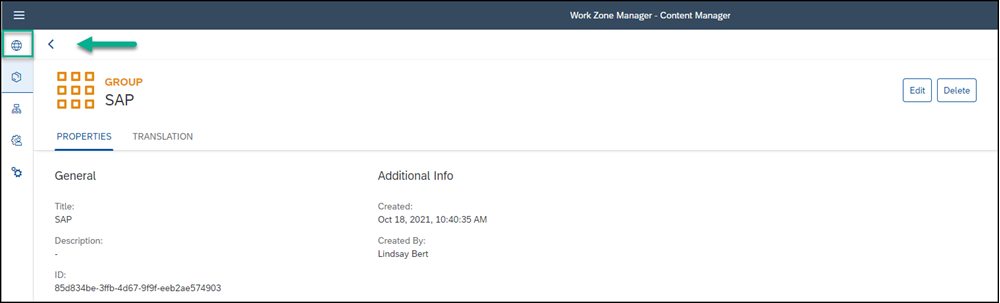 Work Zone Manager - Content Manager
GROUP
SAP
Edit
Delete
PROPERTIES
TRANSLATION
General
Title:
SAP
Description:
-
ID:
85d834be-3ffb-4d67-9f9f-eeb2ae574903
Additional Info
Created:
Oct 18, 2021, 10:40:35 AM
Created By:
Lindsay Bert